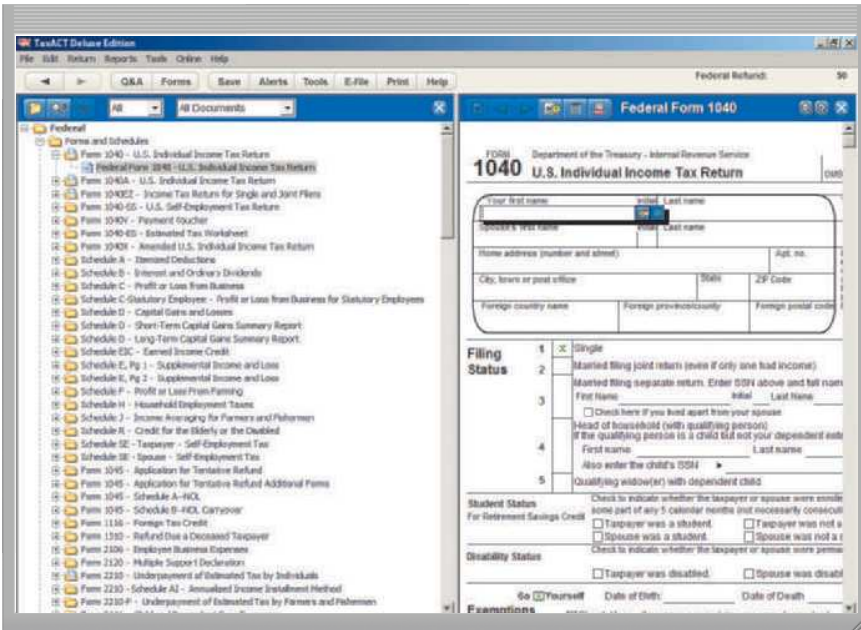 TaxACT Deluxe Edition
File Edit Return Reports Tools Online Help
Q&A Forms Save Alerts Tools E-File Print Help
Federal Refund: $0
All All Documents
Federal Form 1040
Federal
Forms and Schedules
Form 1040 - U.S. Individual Income Tax Return
Federal Form 1040 - U.S. Individual Income Tax Return
Form 1040A - U.S. Individual Income Tax Return
Form 1040EZ - Income Tax Return for Single and Joint Filers
Form 1040-SS - U.S. Self-Employment Tax Return
Form 1040V - Payment Voucher
Form 1040-ES - Estimated Tax Worksheet
Form 1040X - Amended U.S. Individual Income Tax Return
Schedule A - Itemized Deductions
Schedule B - Interest and Ordinary Dividends
Schedule C - Profit or Loss from Business
Schedule C-Statutory Employee - Profit or Loss from Business for Statutory Employees
Schedule D - Capital Gains and Losses
Schedule D - Short-Term Capital Gains Summary Report
Schedule D - Long-Term Capital Gains Summary Report
Schedule EIC - Earned Income Credit
Schedule E, Pg 1 - Supplemental Income and Loss
Schedule E, Pg 2 - Supplemental Income and Loss
Schedule F - Profit or Loss From Farming
Schedule H - Household Employment Taxes
Schedule J - Income Averaging for Farmers and Fishermen
Schedule R - Credit for the Elderly or the Disabled
Schedule SE - Taxpayer - Self-Employment Tax
Schedule SE - Spouse - Self-Employment Tax
Form 1045 - Application for Tentative Refund
Form 1045 - Application for Tentative Refund Additional Forms
Form 1045 - Schedule A-NOL
Form 1045 - Schedule B-NOL Carryover
Form 1116 - Foreign Tax Credit
Form 1310 - Refund Due a Deceased Taxpayer
Form 2106 - Employee Business Expenses
Form 2120 - Multiple Support Declaration
Form 2210 - Underpayment of Estimated Tax by Individuals
Form 2210 - Schedule AI - Annualized Income Installment Method
Form 2210-F - Underpayment of Estimated Tax by Farmers and Fishermen
FORM Department of the Treasury - Internal Revenue Service
1040 U.S. Individual Income Tax Return OMB
Your first name Initial Last name
Spouse's first name Initial Last name
Home address (number and street) Apt. no.
City, town or post office State ZIP Code
Foreign country name Foreign province/county Foreign postal code
Filing Status
1 X Single
2 Married filing joint return (even if only one had income)
3 Married filing separate return. Enter SSN above and full nam
First Name Initial Last Name
Check here if you lived apart from your spouse
4 Head of household (with qualifying person)
If the qualifying person is a child but not your dependent ente
First name Last name
Also enter the child's SSN
5 Qualifying widow(er) with dependent child
Student Status
For Retirement Savings Credit
Check to indicate whether the taxpayer or spouse were enrolle
some part of any 5 calendar months (not necessarily consecuti
Taxpayer was a student. Taxpayer was not a
Spouse was a student. Spouse was not a s
Disability Status
Check to indicate whether the taxpayer or spouse were perma
Taxpayer was disabled. Spouse was disabl
6a X Yourself Date of Birth: Date of Death
Exemptions